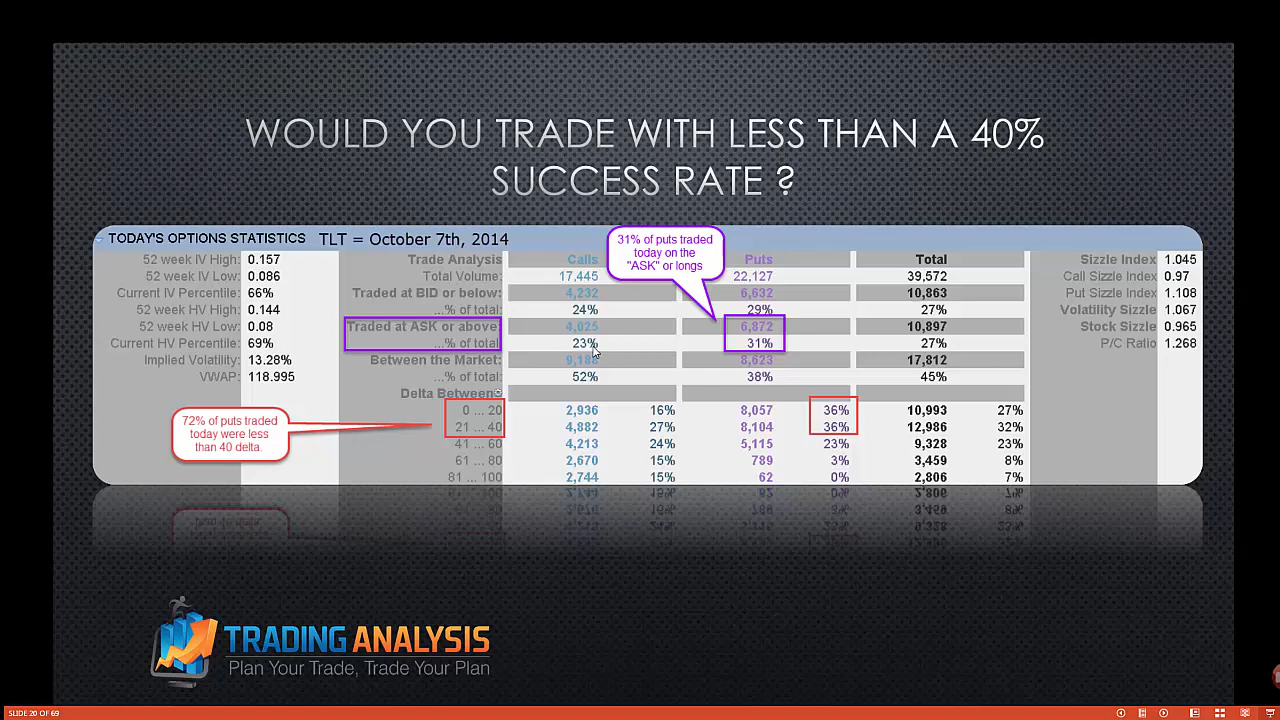 WOULD YOU TRADE WITH LESS THAN A 40%
SUCCESS RATE ?
TODAY'S OPTIONS STATISTICS TLT = October 7th, 2014
31% of puts traded
today on the
"ASK" or longs
52 week IV High: 0.157 Trade Analysis Calls Puts Total Sizzle Index 1.045
52 week IV Low: 0.086 Total Volume: 17,445 22,127 39,572 Call Sizzle Index 0.97
Current IV Percentile: 66% Traded at BID or below: 4,232 6,632 10,863 Put Sizzle Index 1.108
52 week HV High: 0.144 ...% of total: 24% 29% 27% Volatility Sizzle 1.067
52 week HV Low: 0.08 Traded at ASK or above: 4,025 6,872 10,897 Stock Sizzle 0.965
Current HV Percentile: 69% ...% of total: 23% 31% 27% P/C Ratio 1.268
Implied Volatility: 13.28% Between the Market: 9,188 8,623 17,812
VWAP: 118.995 ...% of total: 52% 38% 45%
Delta Between:
0 ... 20 2,936 16% 8,057 36% 10,993 27%
21 ... 40 4,882 27% 8,104 36% 12,986 32%
41 ... 60 4,213 24% 5,115 23% 9,328 23%
61 ... 80 2,670 15% 789 3% 3,459 8%
81 ... 100 2,744 15% 62 0% 2,806 7%
72% of puts traded
today were less
than 40 delta.
TRADING ANALYSIS
Plan Your Trade, Trade Your Plan
SLIDE 20 OF 69